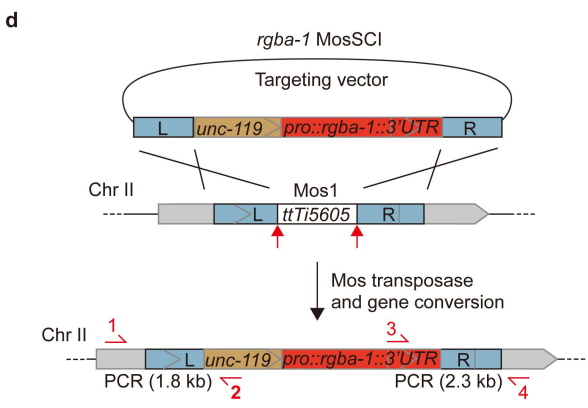 d
rgba-1 MosSCI
Targeting vector
L unc-119 pro::rgba-1::3'UTR R
Mos1
Chr II
L ttTi5605 R
Mos transposase
and gene conversion
Chr II
1 3
L unc-119 pro::rgba-1::3'UTR R
PCR (1.8 kb) 2 PCR (2.3 kb) 4